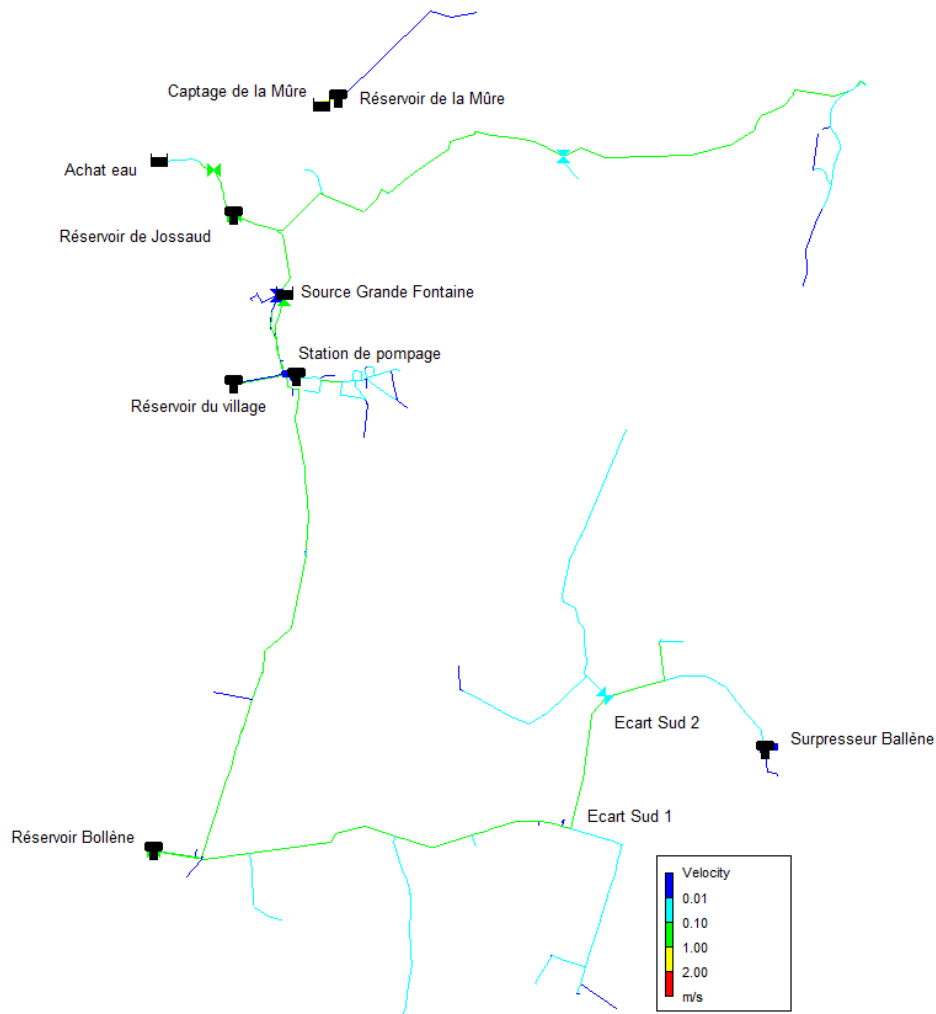 Captage de la Mûre
Réservoir de la Mûre
Achat eau
Réservoir de Jossaud
Source Grande Fontaine
Station de pompage
Réservoir du village
Ecart Sud 2
Surpresseur Ballène
Ecart Sud 1
Réservoir Bollène
Velocity
0.01
0.10
1.00
2.00
m/s